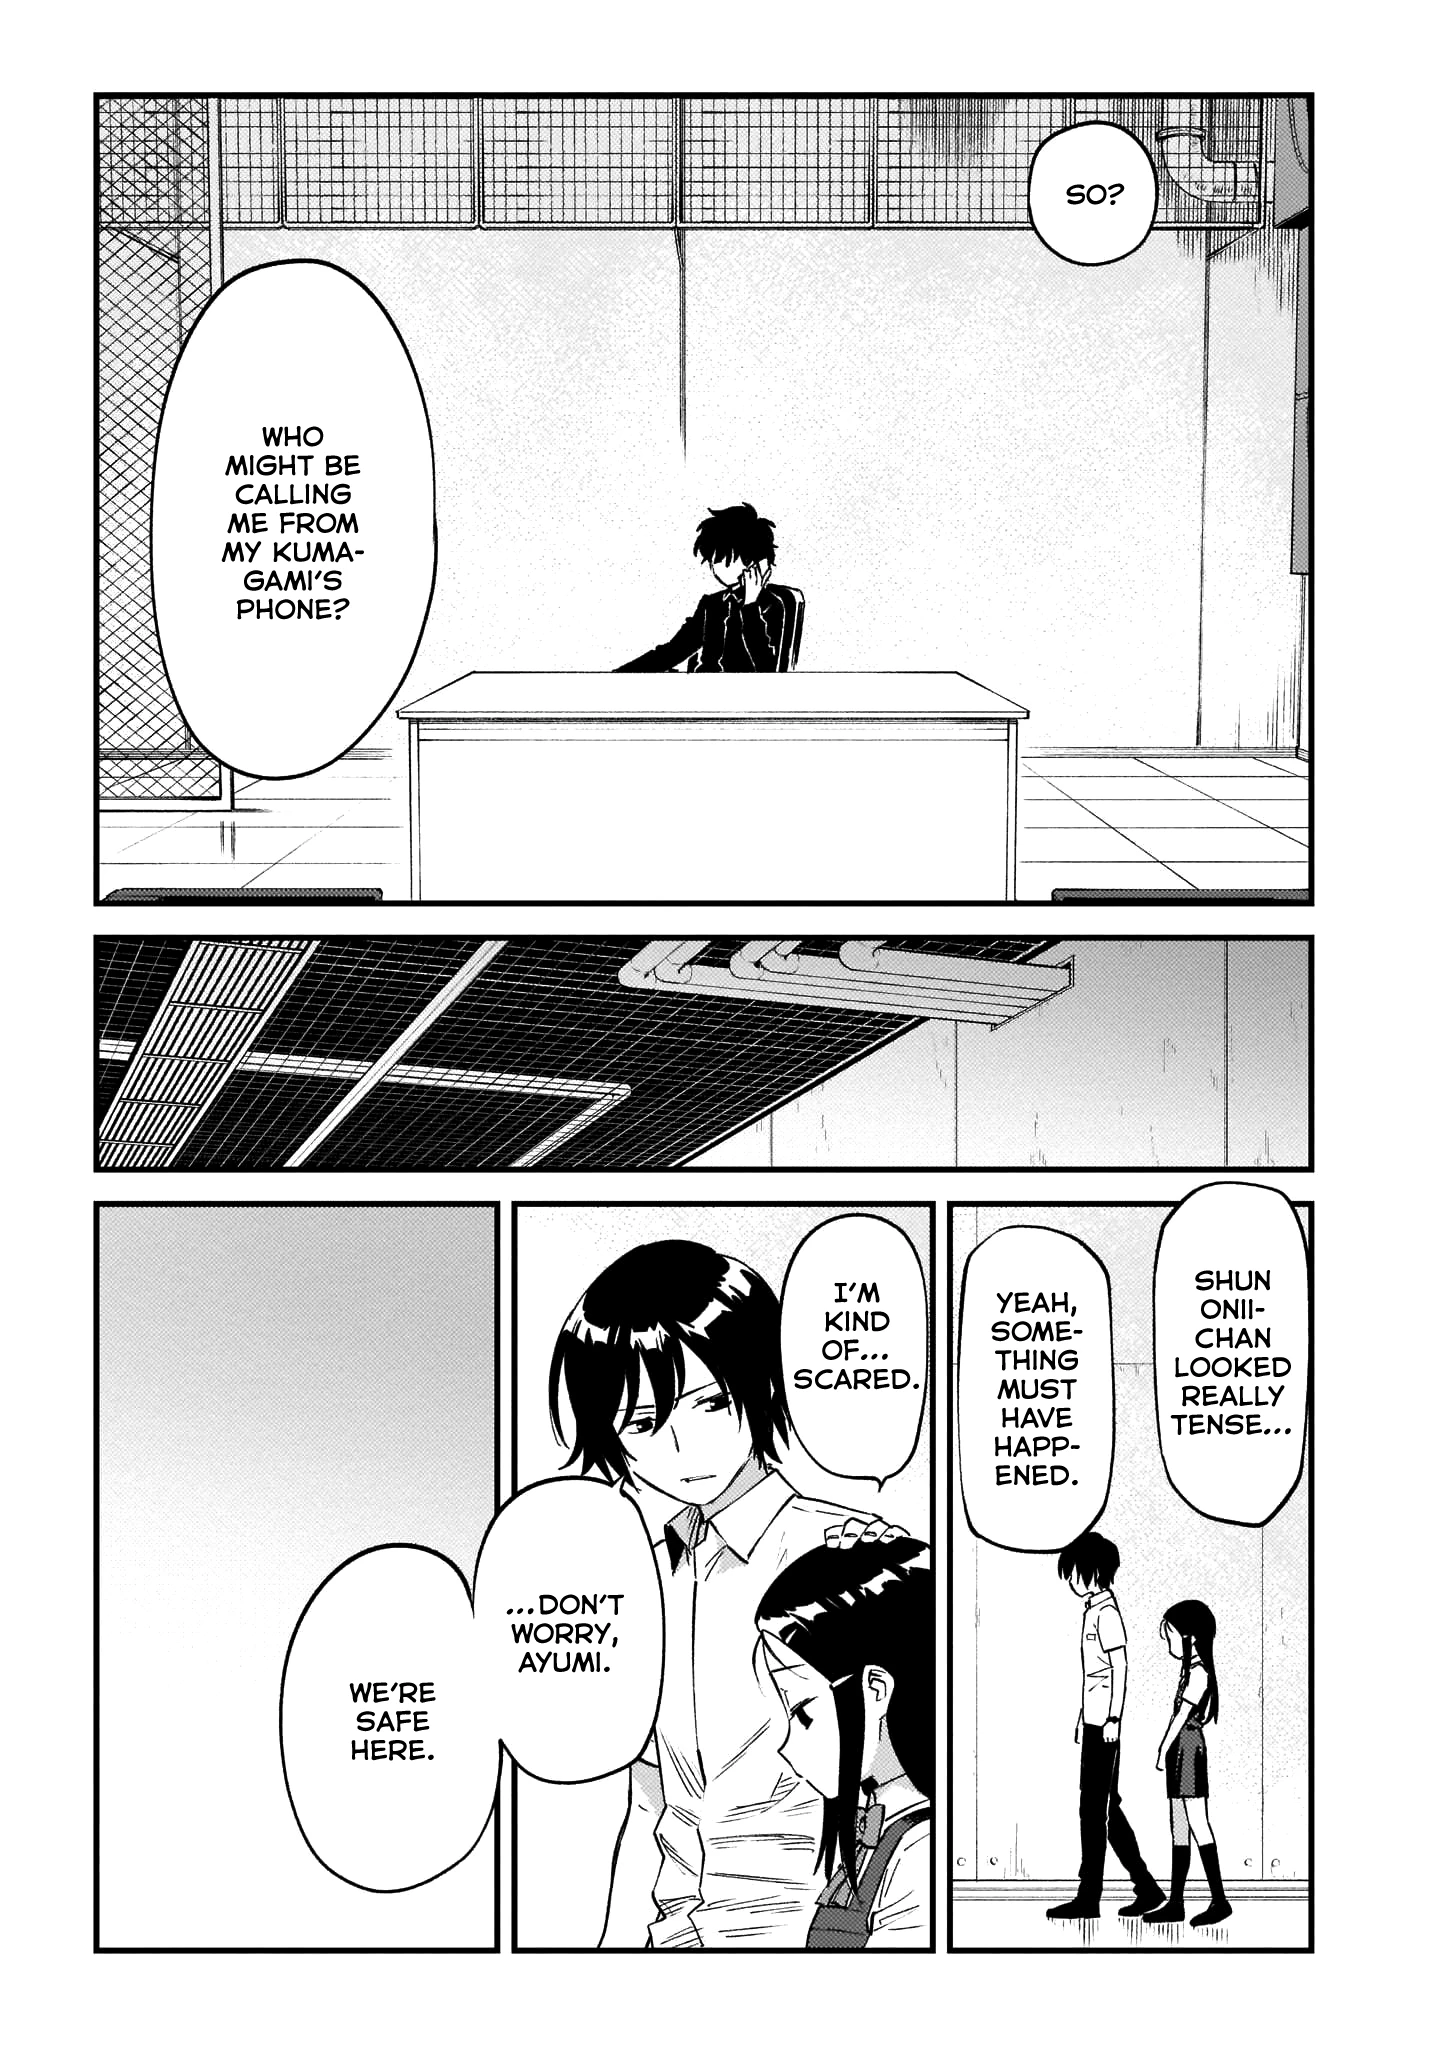 SO?
WHO
MIGHT BE
CALLING
ME FROM
MY KUMA-
GAMI'S
PHONE?
SHUN
ONII-
CHAN
LOOKED
REALLY
TENSE...
YEAH,
SOME-
THING
MUST
HAVE
HAPP-
ENED.
I'M
KIND
OF...
SCARED.
...DON'T
WORRY,
AYUMI.
WE'RE
SAFE
HERE.